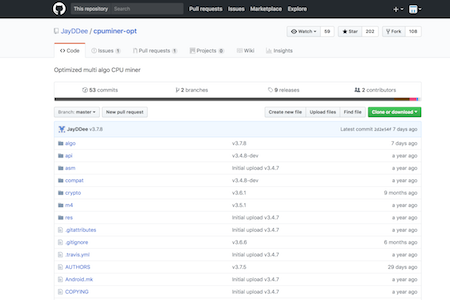 This repository Search Pull requests Issues Marketplace Explore
JayDDee / cpuminer-opt Watch 59 Star 202 Fork 108
Code Issues 1 Pull requests 1 Projects 0 Wiki Insights
Optimized multi algo CPU miner
53 commits 2 branches 9 releases 2 contributors
Branch: master New pull request Create new file Upload files Find file Clone or download
JayDDee v3.7.8 Latest commit 7 days ago
algo v3.7.8 7 days ago
api v3.4.8-dev a year ago
asm Initial upload v3.4.7 a year ago
compat v3.4.8-dev a year ago
crypto v3.6.1 9 months ago
m4 v3.5.1 a year ago
res Initial upload v3.4.7 a year ago
.gitattributes Initial upload v3.4.7 a year ago
.gitignore v3.6.6 6 months ago
.travis.yml Initial upload v3.4.7 a year ago
AUTHORS v3.7.5 29 days ago
Android.mk Initial upload v3.4.7 a year ago
COPYING Initial upload v3.4.7 a year ago